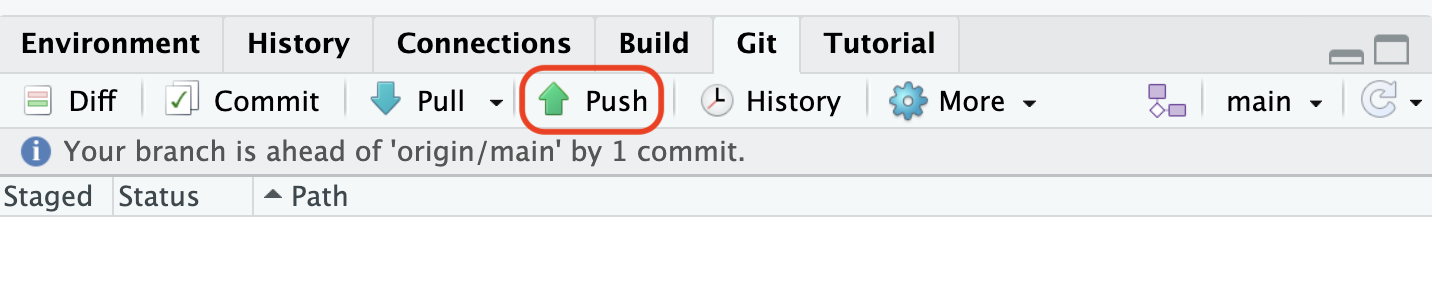 Environment History Connections Build Git Tutorial
Diff Commit Pull Push History More main
Your branch is ahead of 'origin/main' by 1 commit.
Staged Status Path